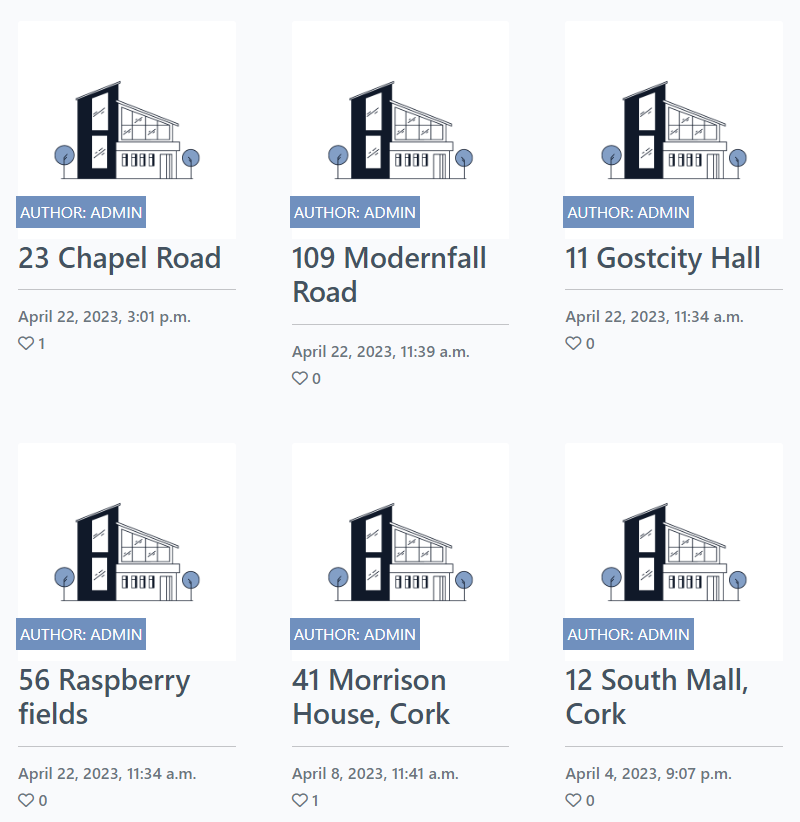 AUTHOR: ADMIN
23 Chapel Road
April 22, 2023, 3:01 p.m.
1
AUTHOR: ADMIN
109 Modernfall
Road
April 22, 2023, 11:39 a.m.
0
AUTHOR: ADMIN
11 Gostcity Hall
April 22, 2023, 11:34 a.m.
0
AUTHOR: ADMIN
56 Raspberry
fields
April 22, 2023, 11:34 a.m.
0
AUTHOR: ADMIN
41 Morrison
House, Cork
April 8, 2023, 11:41 a.m.
1
AUTHOR: ADMIN
12 South Mall,
Cork
April 4, 2023, 9:07 p.m.
0